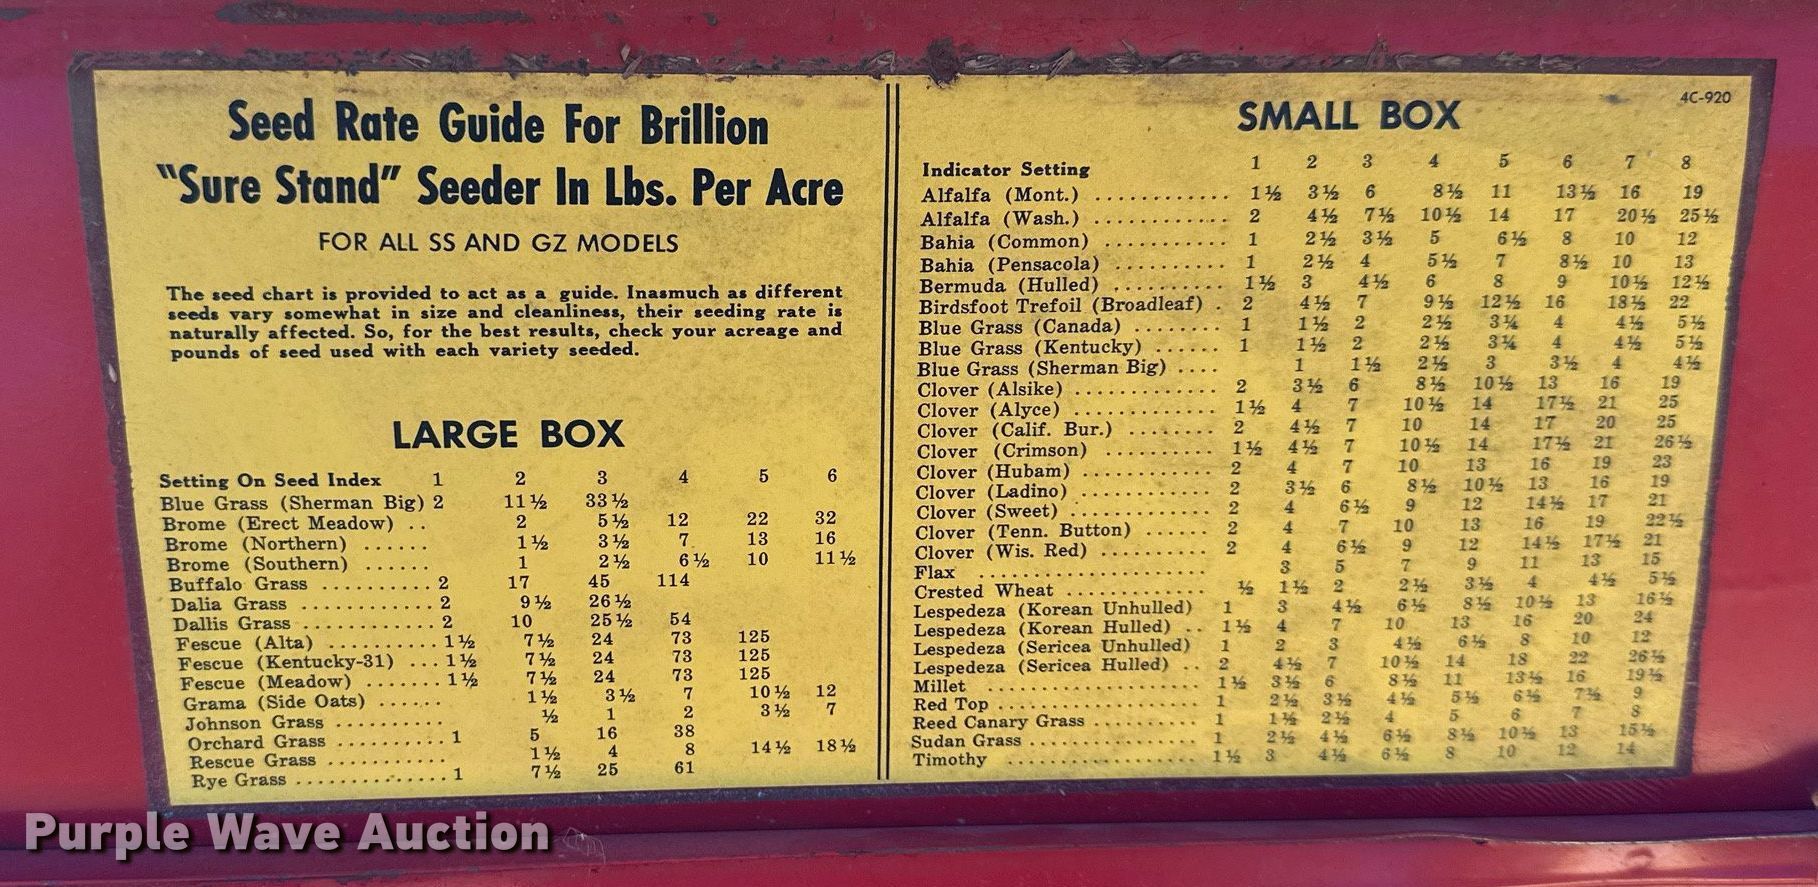 Seed Rate Guide For Brillion
"Sure Stand" Seeder In Lbs. Per Acre
FOR ALL SS AND GZ MODELS
The seed chart is provided to act as a guide. Inasmuch as different
seeds vary somewhat in size and cleanliness, their seeding rate is
naturally affected. So, for the best results, check your acreage and
pounds of seed used with each variety seeded.
LARGE BOX
Setting On Seed Index 1 2 3 4 5 6
Blue Grass (Sherman Big) 2 11½ 33½
Brome (Erect Meadow) .. 2 5½ 12 22 32
Brome (Northern) ...... 1½ 3½ 7 13 16
Brome (Southern) ...... 1 2½ 6½ 10 11½
Buffalo Grass .......... 2 17 45 114
Dalia Grass ............ 2 9½ 26½
Dallis Grass ............ 2 10 25½ 54
Fescue (Alta) .......... 1½ 7½ 24 73 125
Fescue (Kentucky-31) ... 1½ 7½ 24 73 125
Fescue (Meadow) ....... 1½ 7½ 24 73 125
Grama (Side Oats) ...... 1½ 3½ 7 10½ 12
Johnson Grass .......... ½ 1 2 3½ 7
Orchard Grass .......... 1 5 16 38
Rescue Grass ........... 1½ 4 8 14½ 18½
Rye Grass .............. 1 7½ 25 61
4C-920
SMALL BOX
Indicator Setting 1 2 3 4 5 6 7 8
Alfalfa (Mont.) ............ 1½ 3½ 6 8½ 11 13½ 16 19
Alfalfa (Wash.) ............ 2 4½ 7½ 10½ 14 17 20½ 25½
Bahia (Common) ........... 1 2½ 3½ 5 6½ 8 10 12
Bahia (Pensacola) .......... 1 2½ 4 5½ 7 8½ 10 13
Bermuda (Hulled) .......... 1½ 3 4½ 6 8 9 10½ 12½
Birdsfoot Trefoil (Broadleaf) . 2 4½ 7 9½ 12½ 16 18½ 22
Blue Grass (Canada) ........ 1 1½ 2 2½ 3¼ 4 4½ 5½
Blue Grass (Kentucky) ...... 1 1½ 2 2½ 3¼ 4 4½ 5½
Blue Grass (Sherman Big) .... 1 1½ 2½ 3 3½ 4 4½
Clover (Alsike) ............. 2 3½ 6 8½ 10½ 13 16 19
Clover (Alyce) ............. 1½ 4 7 10½ 14 17½ 21 25
Clover (Calif. Bur.) ........ 2 4½ 7 10 14 17 20 25
Clover (Crimson) .......... 1½ 4½ 7 10½ 14 17½ 21 26½
Clover (Hubam) ............ 2 4 7 10 13 16 19 23
Clover (Ladino) ............ 2 3½ 6 8½ 10½ 13 16 19
Clover (Sweet) ............. 2 4 6½ 9 12 14½ 17 21
Clover (Tenn. Button) ....... 2 4 7 10 13 16 19 22½
Clover (Wis. Red) .......... 2 4 6½ 9 12 14½ 17½ 21
Flax ..................... 3 5 7 9 11 13 15
Crested Wheat ............. ½ 1½ 2 2½ 3½ 4 4½ 5½
Lespedeza (Korean Unhulled) 1 3 4½ 6½ 8½ 10½ 13 16½
Lespedeza (Korean Hulled) .. 1½ 4 7 10 13 16 20 24
Lespedeza (Sericea Unhulled) 1 2 3 4½ 6½ 8 10 12
Lespedeza (Sericea Hulled) .. 2 4½ 7 10½ 14 18 22 26½
Millet .................... 1½ 3½ 6 8½ 11 13½ 16 19½
Red Top ................... 1 2½ 3½ 4½ 5½ 6½ 7½ 9
Reed Canary Grass .......... 1 1½ 2½ 4 5 6 7 8
Sudan Grass ................ 1 2½ 4½ 6½ 8½ 10½ 13 15½
Timothy .................. 1½ 3 4½ 6½ 8 10 12 14
Purple Wave Auction